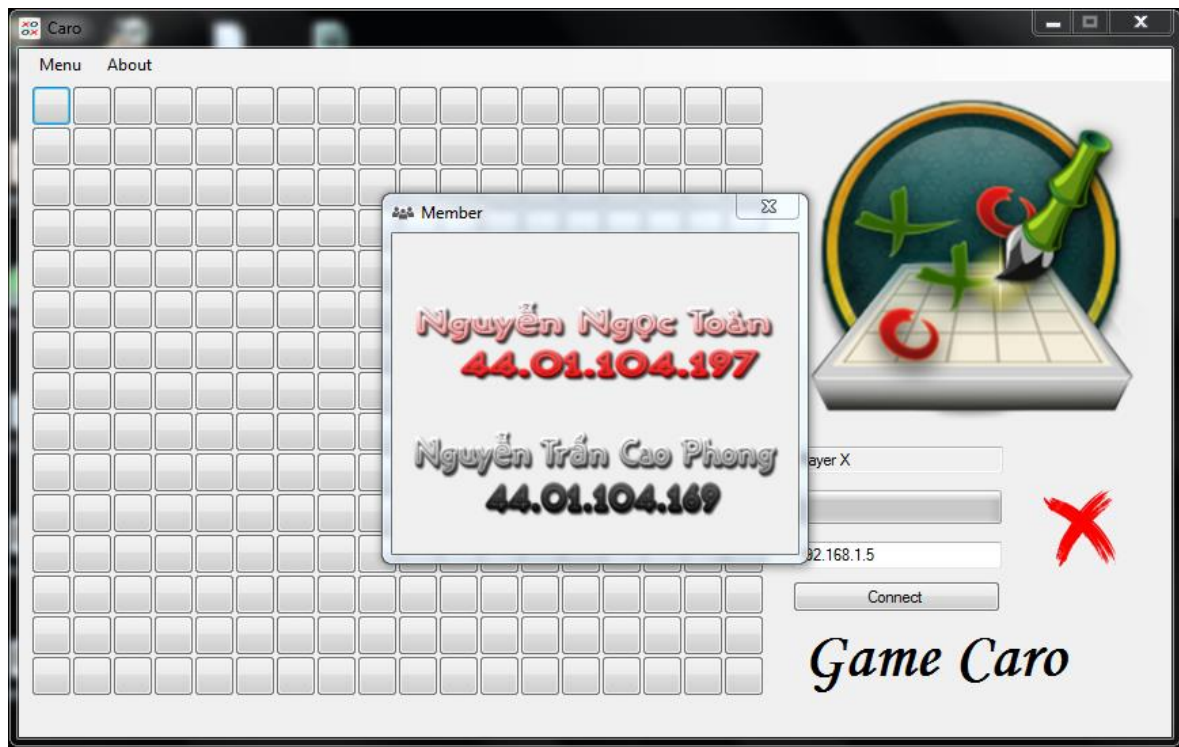 Caro
Menu About
Member
Nguyễn Ngọc Toàn
44.01.104.197
Nguyễn Trần Cao Phong
44.01.104.169
ayer X
92.168.1.5
Connect
Game Caro